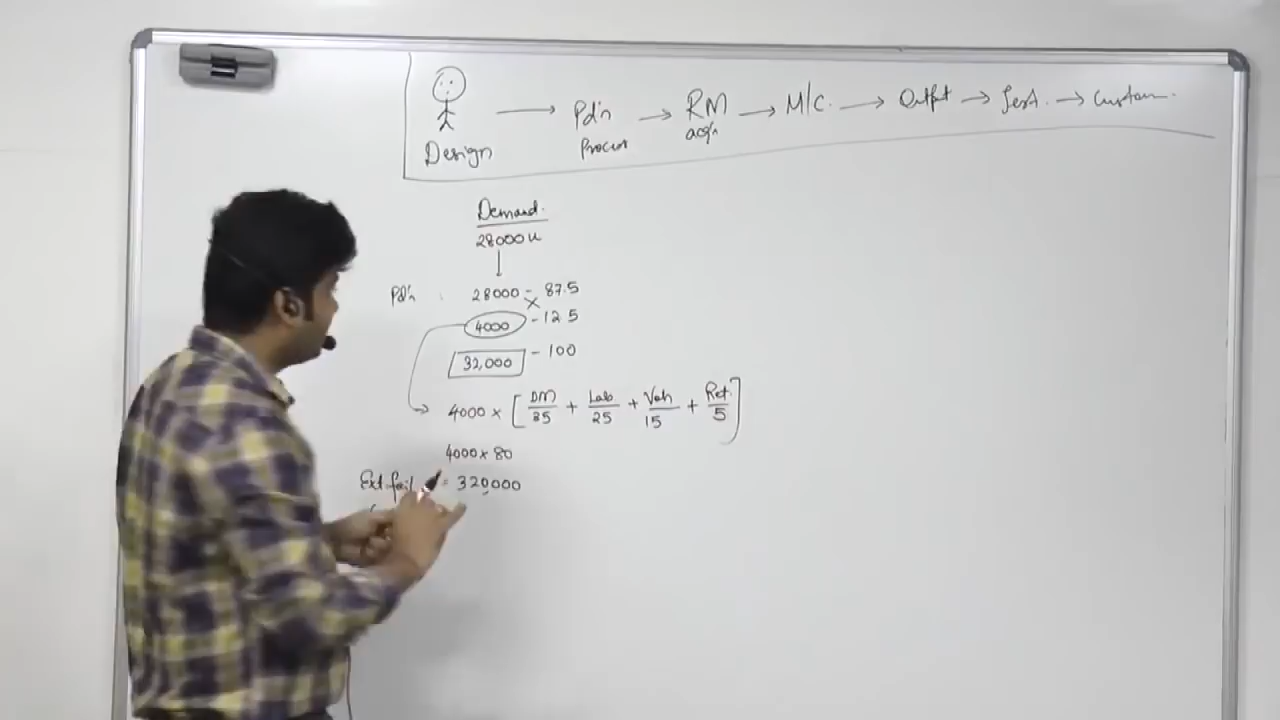 Design → Pd'n Process → RM acq'n → M/C. → Output → → Custom.
Demand.
28000 u
Pd'n 28000 - 87.5
4000 - 12.5
32,000 - 100
4000 × [ DM/35 + Lab/25 + Voh/15 + Ret./5 ]
4000 × 80
Ext. fail = 320000